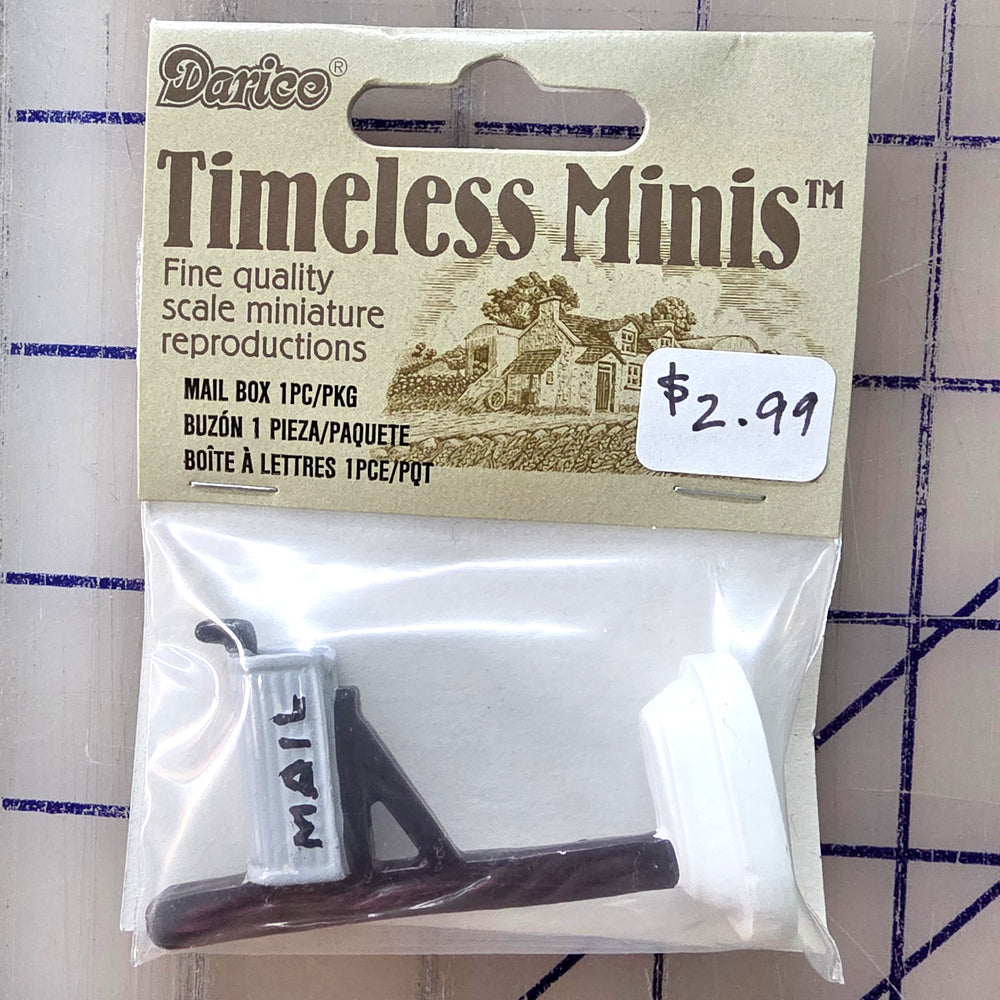 Darice®
Timeless Minis™
Fine quality
scale miniature
reproductions
MAIL BOX 1PC/PKG
BUZÓN 1 PIEZA/PAQUETE
BOÎTE À LETTRES 1PCE/PQT
$2.99
MAIL